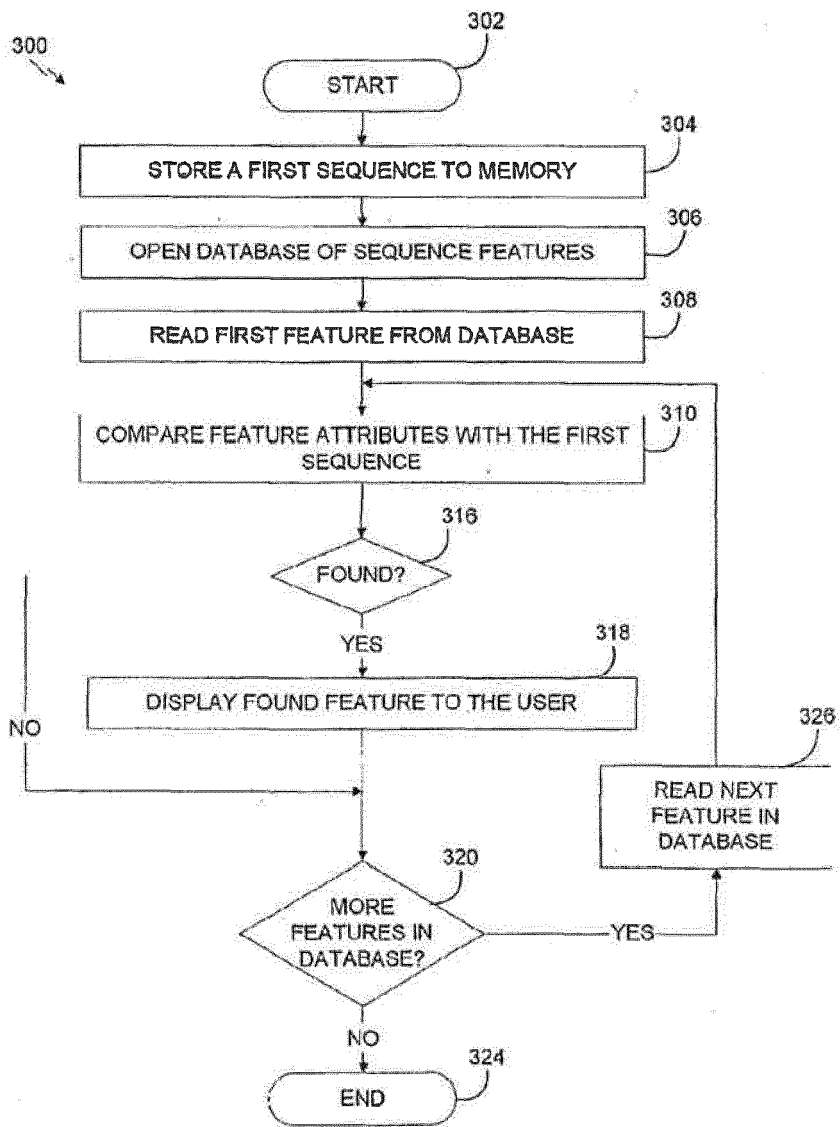 300
302
START
304
STORE A FIRST SEQUENCE TO MEMORY
306
OPEN DATABASE OF SEQUENCE FEATURES
308
READ FIRST FEATURE FROM DATABASE
310
COMPARE FEATURE ATTRIBUTES WITH THE FIRST
SEQUENCE
316
FOUND?
YES
318
DISPLAY FOUND FEATURE TO THE USER
NO
326
READ NEXT
FEATURE IN
DATABASE
320
MORE
FEATURES IN
DATABASE?
YES
NO
324
END